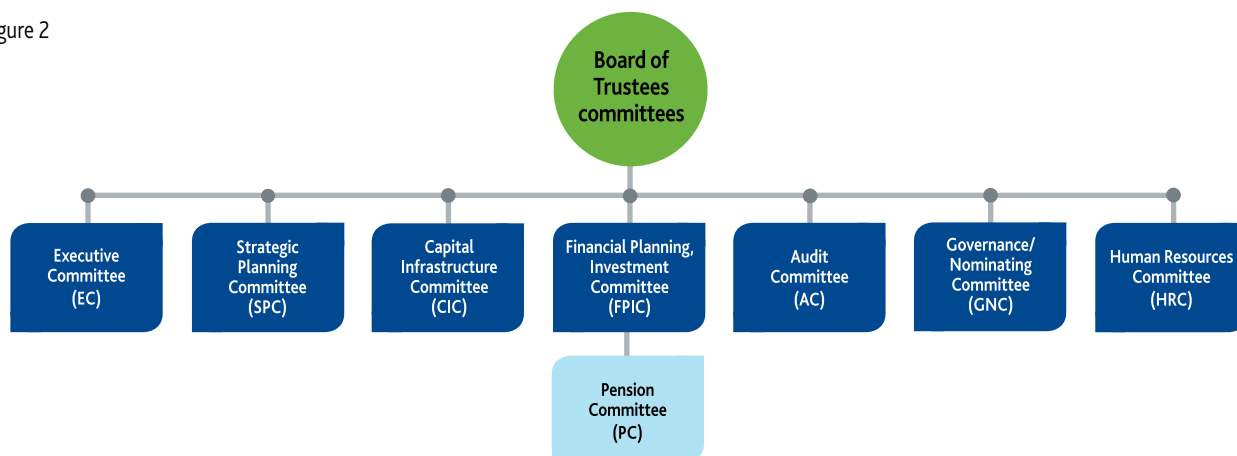 gure 2
Board of
Trustees
committees
Executive
Committee
(EC)
Strategic
Planning
Committee
(SPC)
Capital
Infrastructure
Committee
(CIC)
Financial Planning,
Investment
Committee
(FPIC)
Audit
Committee
(AC)
Governance/
Nominating
Committee
(GNC)
Human Resources
Committee
(HRC)
Pension
Committee
(PC)